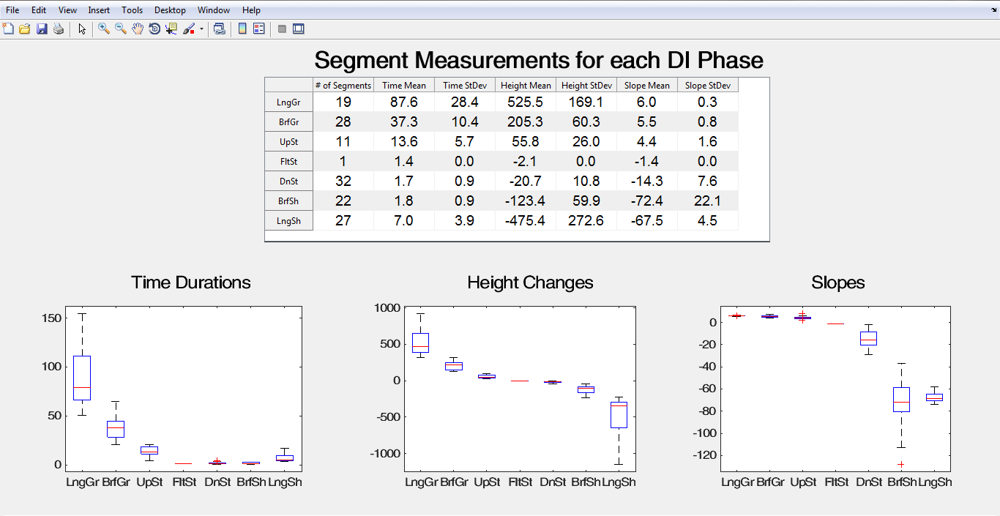 File Edit View Insert Tools Desktop Window Help
Segment Measurements for each DI Phase
# of Segments Time Mean Time StDev Height Mean Height StDev Slope Mean Slope StDev
LngGr 19 87.6 28.4 525.5 169.1 6.0 0.3
BrfGr 28 37.3 10.4 205.3 60.3 5.5 0.8
UpSt 11 13.6 5.7 55.8 26.0 4.4 1.6
FltSt 1 1.4 0.0 -2.1 0.0 -1.4 0.0
DnSt 32 1.7 0.9 -20.7 10.8 -14.3 7.6
BrfSh 22 1.8 0.9 -123.4 59.9 -72.4 22.1
LngSh 27 7.0 3.9 -475.4 272.6 -67.5 4.5
Time Durations
150
100
50
0
LngGr BrfGr UpSt FltSt DnSt BrfSh LngSh
Height Changes
1000
500
0
-500
-1000
LngGr BrfGr UpSt FltSt DnSt BrfSh LngSh
Slopes
0
-20
-40
-60
-80
-100
-120
LngGr BrfGr UpSt FltSt DnSt BrfSh LngSh